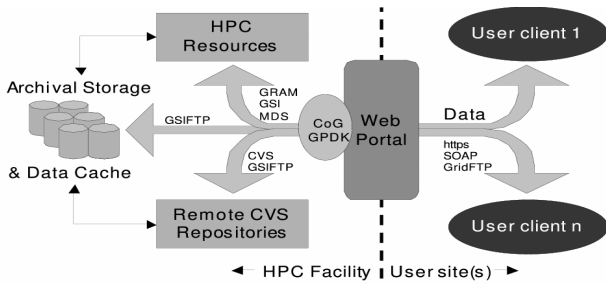 HPC
Resources
User client 1
Archival Storage
& Data Cache
GSIFTP
GRAM
GSI
MDS
CVS
GSIFTP
CoG
GPDK
Web
Portal
Data
https
SOAP
GridFTP
Remote CVS
Repositories
User client n
HPC Facility
User site(s)